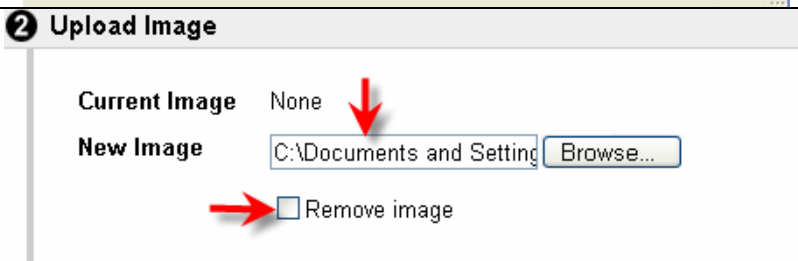 2 Upload Image
Current Image None
New Image C:\Documents and Setting Browse...
Remove image